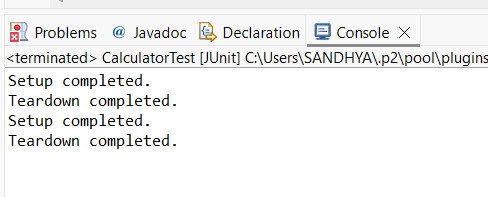 Problems @ Javadoc Declaration Console
<terminated> CalculatorTest [JUnit] C:\Users\SANDHYA\.p2\pool\plugins
Setup completed.
Teardown completed.
Setup completed.
Teardown completed.